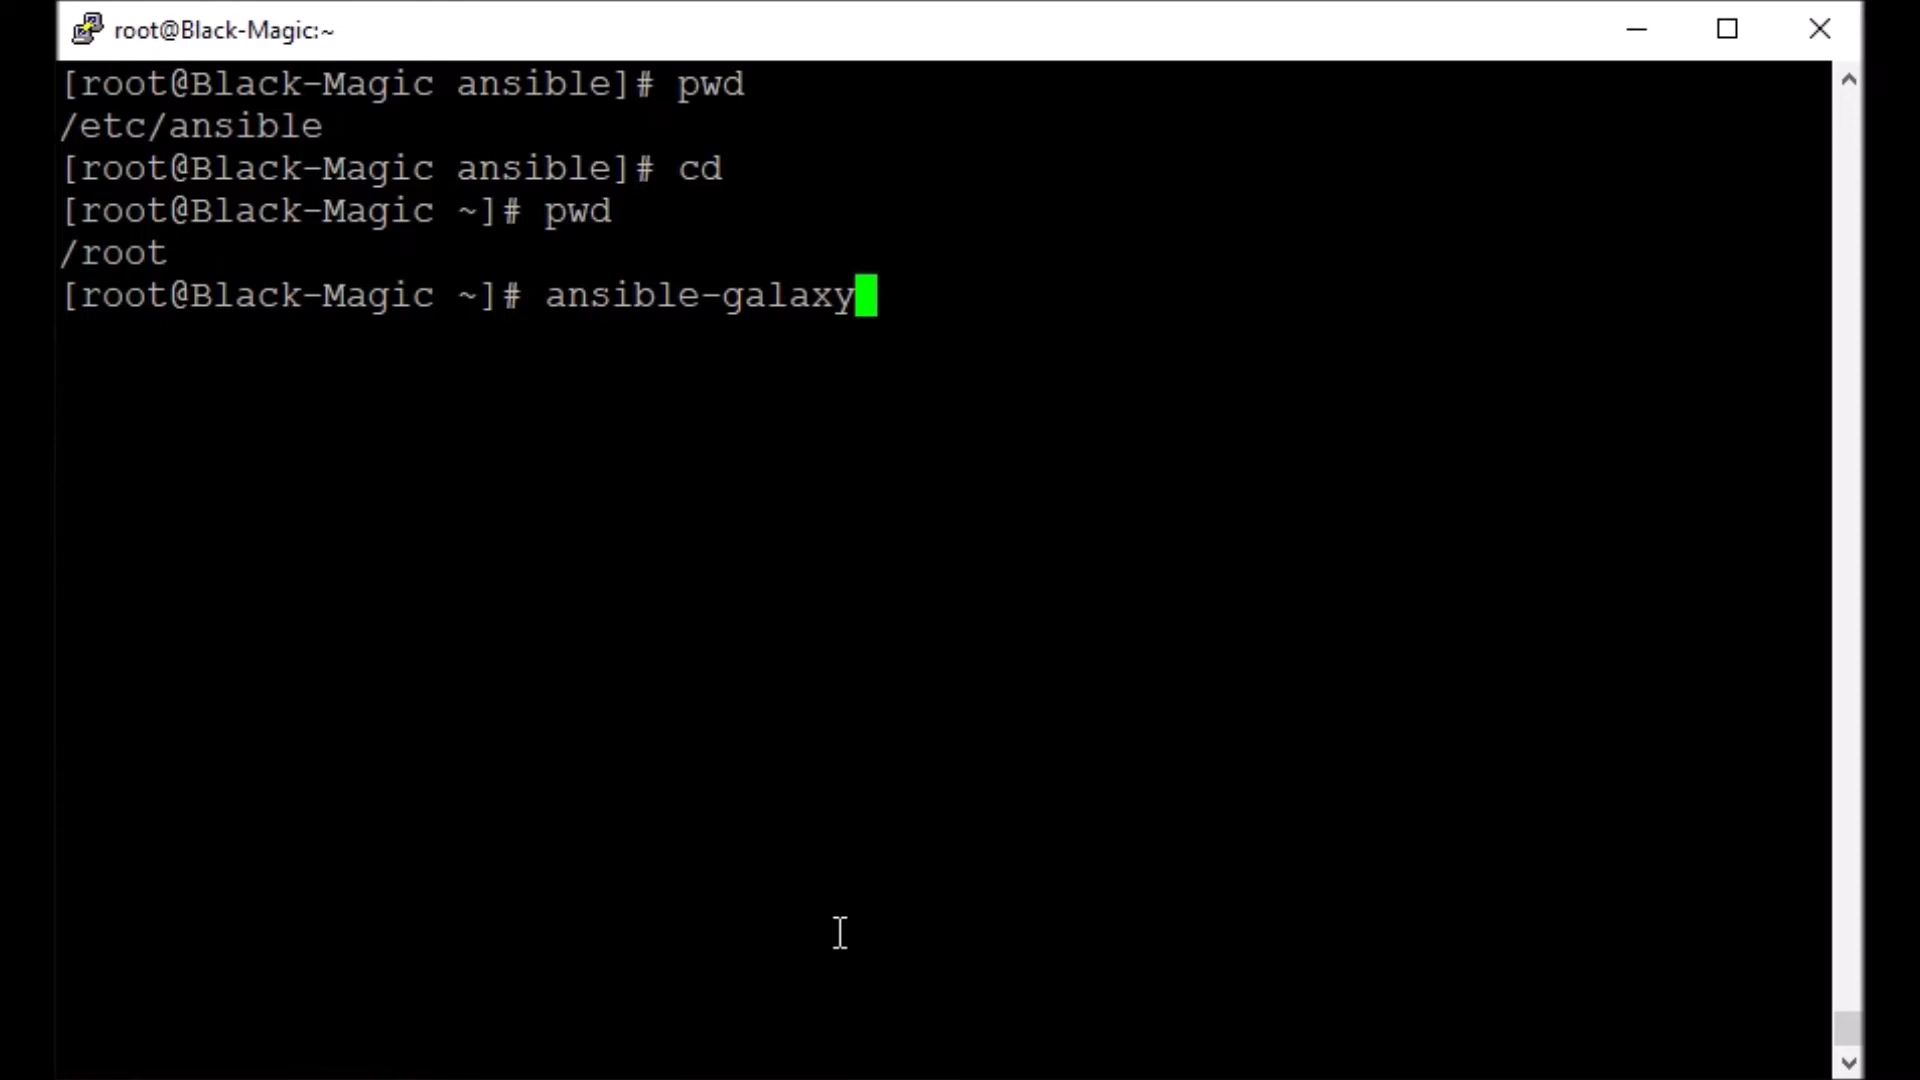 root@Black-Magic:~
[root@Black-Magic ansible]# pwd
/etc/ansible
[root@Black-Magic ansible]# cd
[root@Black-Magic ~]# pwd
/root
[root@Black-Magic ~]# ansible-galaxy